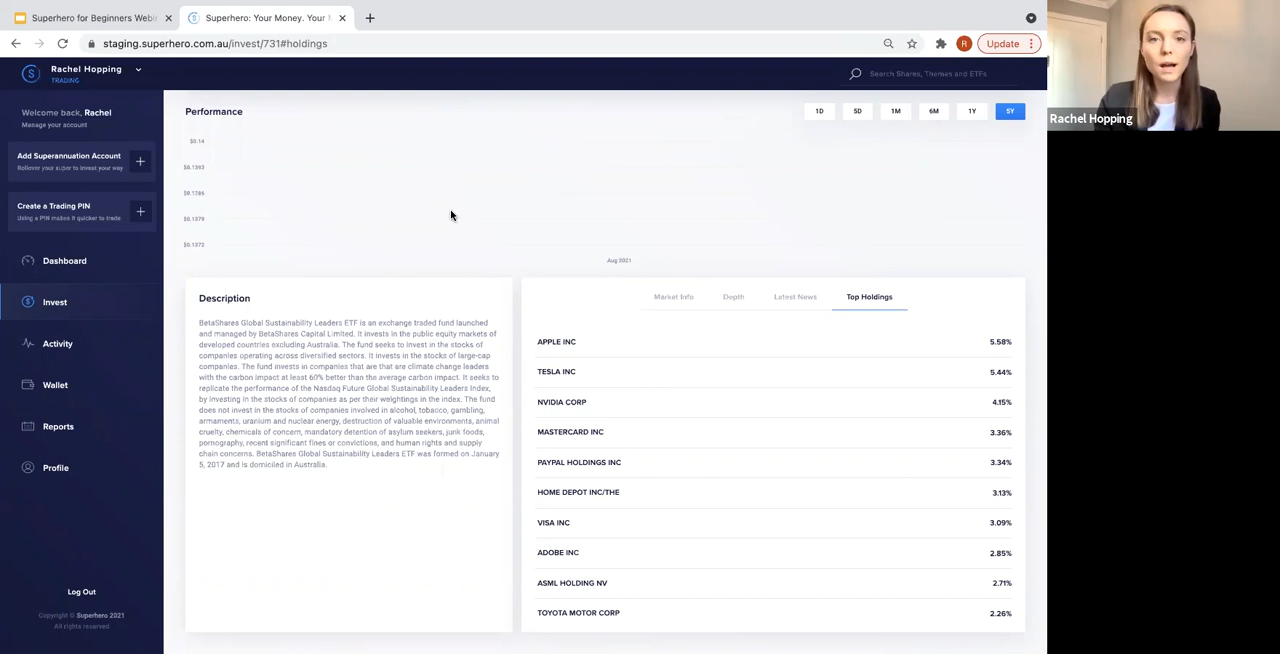 Superhero for Beginners Webi
Superhero: Your Money. Your
staging.superhero.com.au/invest/731#holdings
R
Update
Rachel Hopping
TRADING
Search Shares, Themes and ETFs
Welcome back, Rachel
Manage your account
Add Superannuation Account
Rollover your super to invest your way
Create a Trading PIN
Using a PIN makes it quicker to trade
Dashboard
Invest
Activity
Wallet
Reports
Profile
Log Out
Copyright © Superhero 2021
All rights reserved
Performance
1D
5D
1M
6M
1Y
5Y
$0.14
$0.1393
$0.1386
$0.1379
$0.1372
Aug 2021
Description
BetaShares Global Sustainability Leaders ETF is an exchange traded fund launched
and managed by BetaShares Capital Limited. It invests in the public equity markets of
developed countries excluding Australia. The fund seeks to invest in the stocks of
companies operating across diversified sectors. It invests in the stocks of large-cap
companies. The fund invests in companies that are that are climate change leaders
with the carbon impact at least 60% better than the average carbon impact. It seeks to
replicate the performance of the Nasdaq Future Global Sustainability Leaders Index,
by investing in the stocks of companies as per their weightings in the index. The fund
does not invest in the stocks of companies involved in alcohol, tobacco, gambling,
armaments, uranium and nuclear energy, destruction of valuable environments, animal
cruelty, chemicals of concern, mandatory detention of asylum seekers, junk foods,
pornography, recent significant fines or convictions, and human rights and supply
chain concerns. BetaShares Global Sustainability Leaders ETF was formed on January
5, 2017 and is domiciled in Australia.
Market Info
Depth
Latest News
Top Holdings
APPLE INC 5.58%
TESLA INC 5.44%
NVIDIA CORP 4.15%
MASTERCARD INC 3.36%
PAYPAL HOLDINGS INC 3.34%
HOME DEPOT INC/THE 3.13%
VISA INC 3.09%
ADOBE INC 2.85%
ASML HOLDING NV 2.71%
TOYOTA MOTOR CORP 2.26%
Rachel Hopping